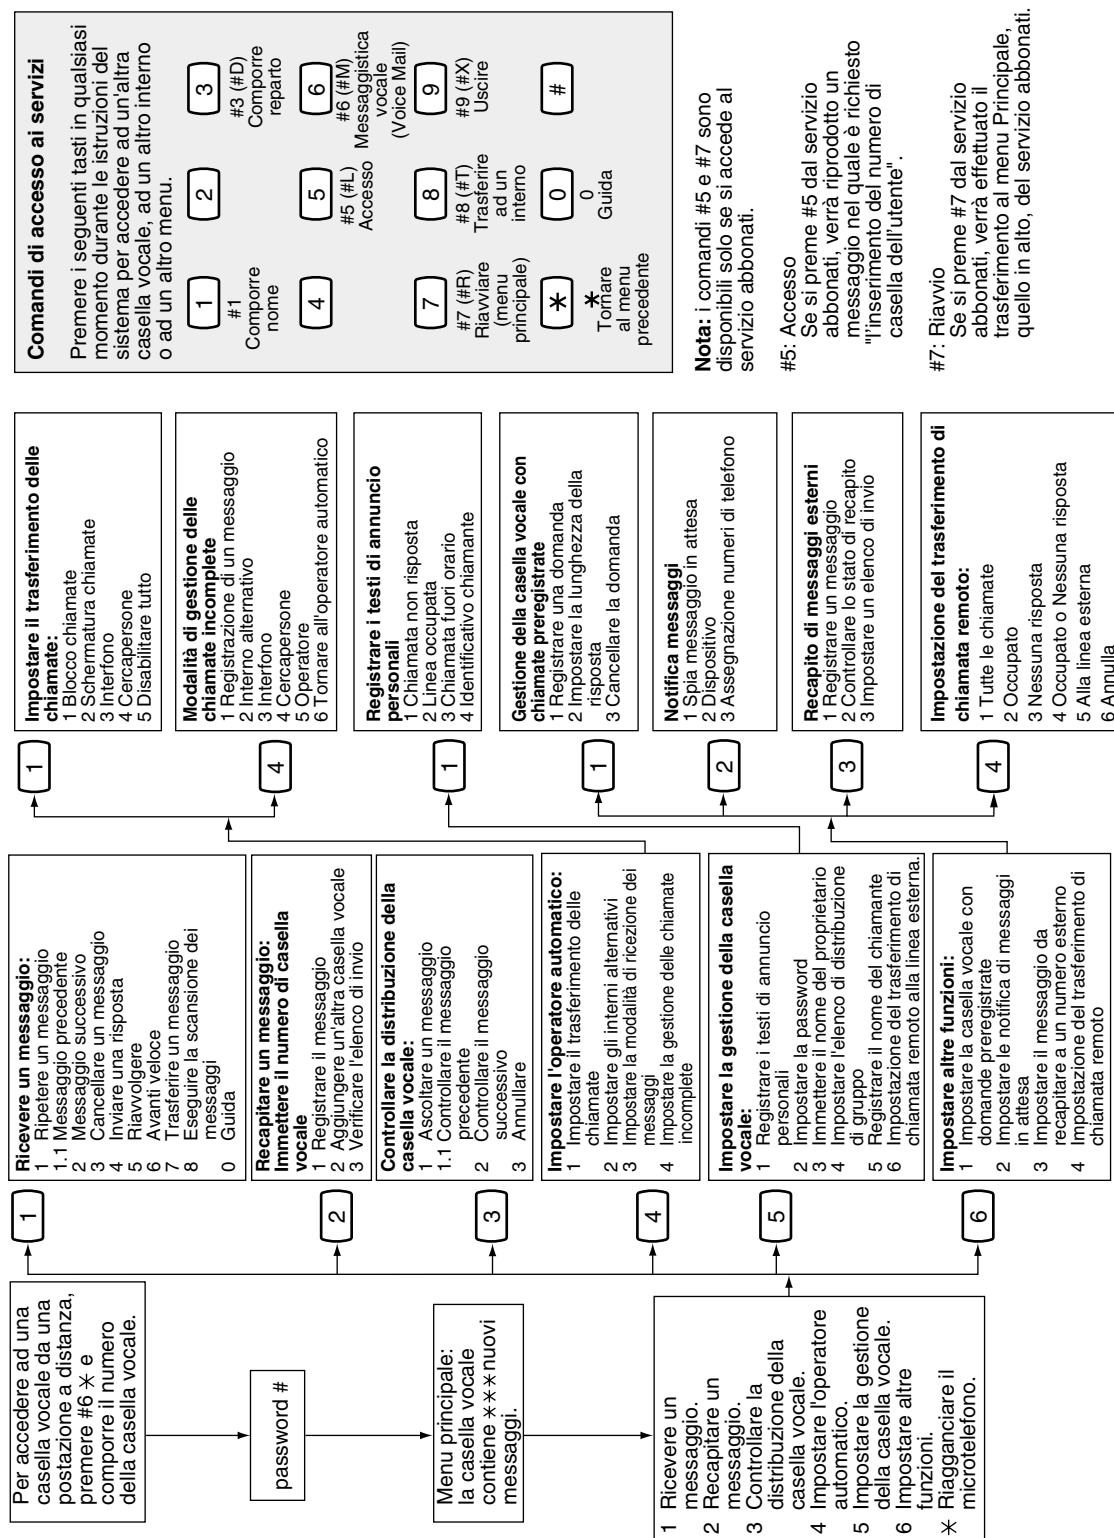 Per accedere ad una
casella vocale da una
postazione a distanza,
premere #6 ✳ e
comporre il numero
della casella vocale.
password #
Menu principale:
la casella vocale
contiene ✳✳✳nuovi
messaggi.
1 Ricevere un
messaggio.
2 Recapitare un
messaggio.
3 Controllare la
distribuzione della
casella vocale.
4 Impostare l'operatore
automatico.
5 Impostare la gestione
della casella vocale.
6 Impostare altre
funzioni.
✳ Riagganciare il
microtelefono.
1
Ricevere un messaggio:
1 Ripetere un messaggio
1.1 Messaggio precedente
2 Messaggio successivo
3 Cancellare un messaggio
4 Inviare una risposta
5 Riavvolgere
6 Avanti veloce
7 Trasferire un messaggio
8 Eseguire la scansione dei
messaggi
0 Guida
2
Recapitare un messaggio:
Immettere il numero di casella
vocale
1 Registrare il messaggio
2 Aggiungere un'altra casella vocale
3 Verificare l'elenco di invio
3
Controllare la distribuzione della
casella vocale:
1 Ascoltare un messaggio
1.1 Controllare il messaggio
precedente
2 Controllare il messaggio
successivo
3 Annullare
4
Impostare l'operatore automatico:
1 Impostare il trasferimento delle
chiamate
2 Impostare gli interni alternativi
3 Impostare la modalità di ricezione dei
messaggi
4 Impostare la gestione delle chiamate
incomplete
5
Impostare la gestione della casella
vocale:
1 Registrare i testi di annuncio
personali
2 Impostare la password
3 Immettere il nome del proprietario
4 Impostare l'elenco di distribuzione
di gruppo
5 Registrare il nome del chiamante
6 Impostazione del trasferimento di
chiamata remoto alla linea esterna.
6
Impostare altre funzioni:
1 Impostare la casella vocale con
domande preregistrate
2 Impostare le notifica di messaggi
in attesa
3 Impostare il messaggio da
recapitare a un numero esterno
4 Impostazione del trasferimento di
chiamata remoto
1
Impostare il trasferimento delle
chiamate:
1 Blocco chiamate
2 Schermatura chiamate
3 Interfono
4 Cercapersone
5 Disabilitare tutto
4
Modalità di gestione delle
chiamate incomplete
1 Registrazione di un messaggio
2 Interno alternativo
3 Interfono
4 Cercapersone
5 Operatore
6 Tornare all'operatore automatico
1
Registrare i testi di annuncio
personali
1 Chiamata non risposta
2 Linea occupata
3 Chiamata fuori orario
4 Identificativo chiamante
1
Gestione della casella vocale con
chiamate preregistrate
1 Registrare una domanda
2 Impostare la lunghezza della
risposta
3 Cancellare la domanda
2
Notifica messaggi
1 Spia messaggio in attesa
2 Dispositivo
3 Assegnazione numeri di telefono
3
Recapito di messaggi esterni
1 Registrare un messaggio
2 Controllare lo stato di recapito
3 Impostare un elenco di invio
4
Impostazione del trasferimento di
chiamata remoto:
1 Tutte le chiamate
2 Occupato
3 Nessuna risposta
4 Occupato o Nessuna risposta
5 Alla linea esterna
6 Annulla
Comandi di accesso ai servizi
Premere i seguenti tasti in qualsiasi
momento durante le istruzioni del
sistema per accedere ad un'altra
casella vocale, ad un altro interno
o ad un altro menu.
1
#1
Comporre
nome
2
3
#3 (#D)
Comporre
reparto
4
5
#5 (#L)
Accesso
6
#6 (#M)
Messaggistica
vocale
(Voice Mail)
7
#7 (#R)
Riavviare
(menu
principale)
8
#8 (#T)
Trasferire
ad un
interno
9
#9 (#X)
Uscire
✳
✳
Tornare
al menu
precedente
0
0
Guida
#
Nota: i comandi #5 e #7 sono
disponibili solo se si accede al
servizio abbonati.
#5: Accesso
Se si preme #5 dal servizio
abbonati, verrà riprodotto un
messaggio nel quale è richiesto
"l'inserimento del numero di
casella dell'utente".
#7: Riavvio
Se si preme #7 dal servizio
abbonati, verrà effettuato il
trasferimento al menu Principale,
quello in alto, del servizio abbonati.